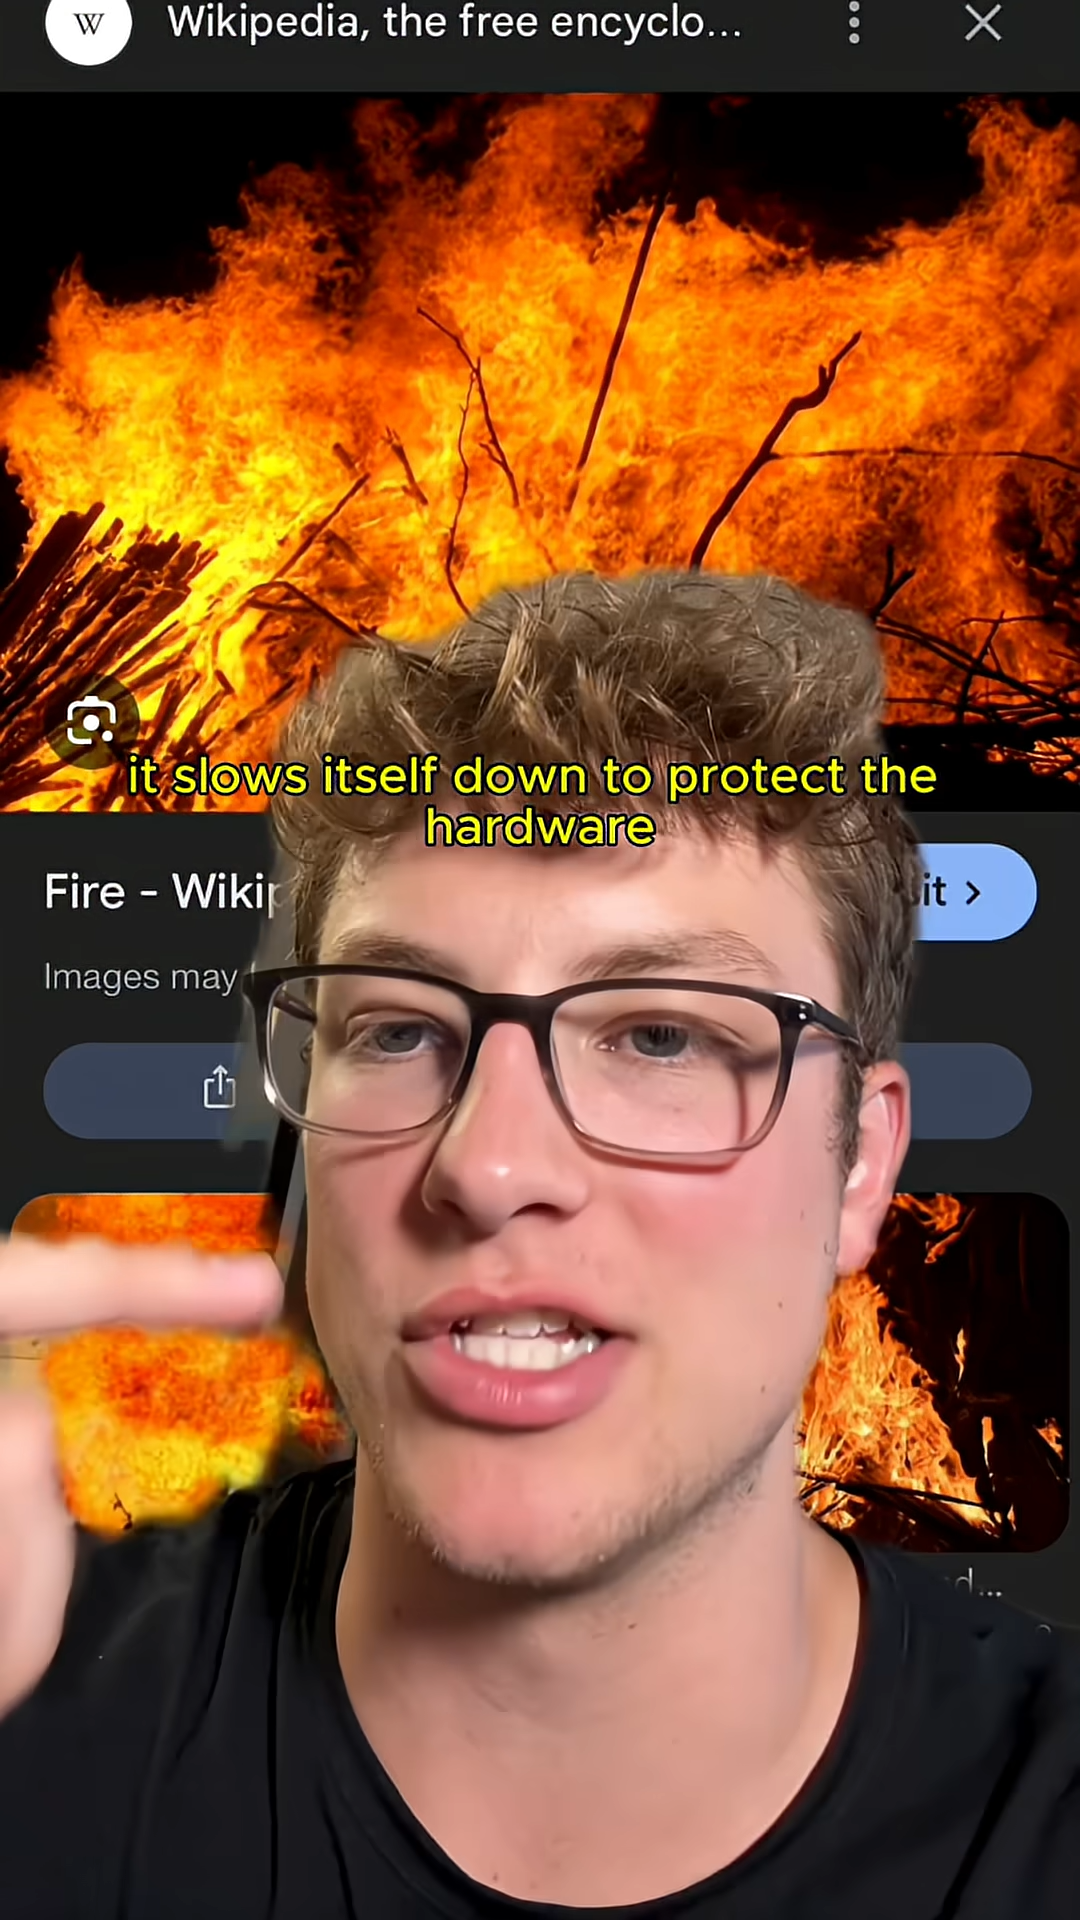 W
Wikipedia, the free encyclo...
it slows itself down to protect the
hardware
Fire - Wiki
it >
Images may
d...